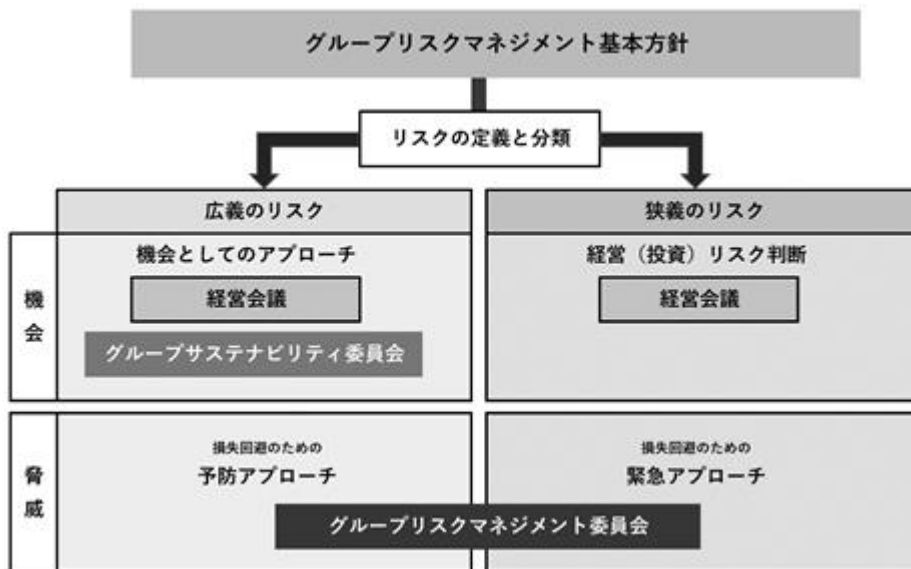 グループリスクマネジメント基本方針
リスクの定義と分類
広義のリスク
狭義のリスク
機会
機会としてのアプローチ
経営会議
グループサステナビリティ委員会
経営（投資）リスク判断
経営会議
脅威
損失回避のための
予防アプローチ
損失回避のための
緊急アプローチ
グループリスクマネジメント委員会